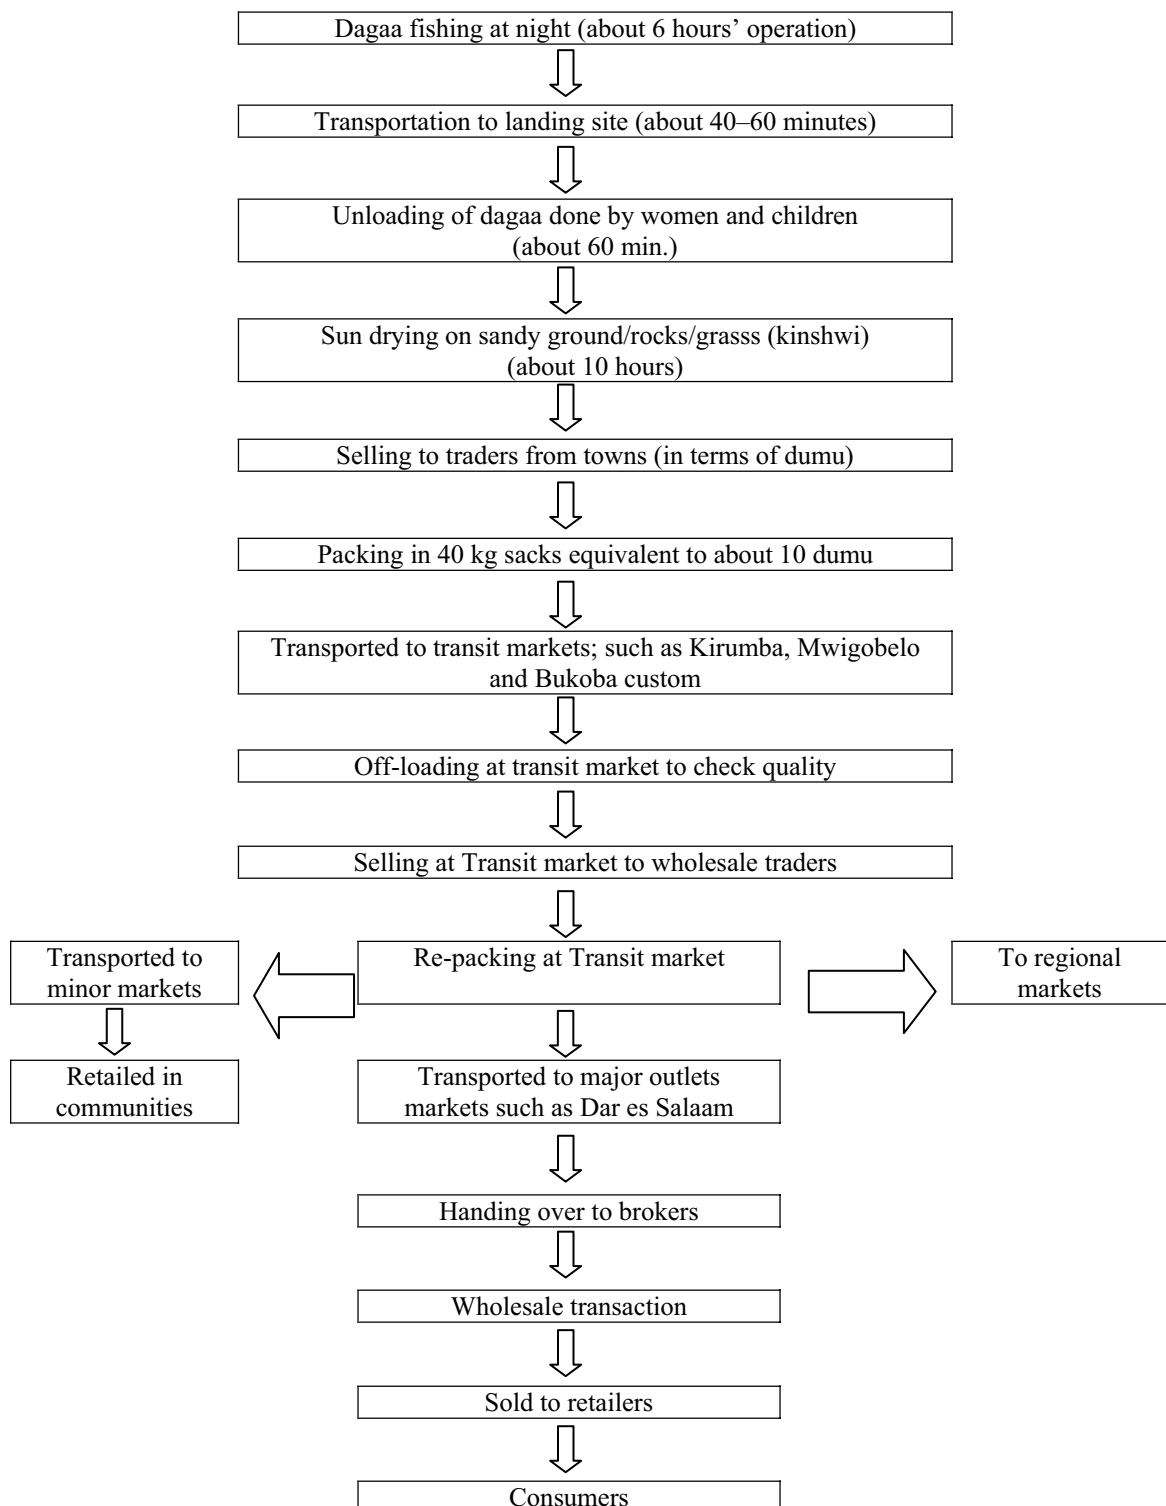 Dagaa fishing at night (about 6 hours’ operation)
Transportation to landing site (about 40–60 minutes)
Unloading of dagaa done by women and children
(about 60 min.)
Sun drying on sandy ground/rocks/grasss (kinshwi)
(about 10 hours)
Selling to traders from towns (in terms of dumu)
Packing in 40 kg sacks equivalent to about 10 dumu
Transported to transit markets; such as Kirumba, Mwigobelo
and Bukoba custom
Off-loading at transit market to check quality
Selling at Transit market to wholesale traders
Transported to
minor markets
Re-packing at Transit market
To regional
markets
Retailed in
communities
Transported to major outlets
markets such as Dar es Salaam
Handing over to brokers
Wholesale transaction
Sold to retailers
Consumers